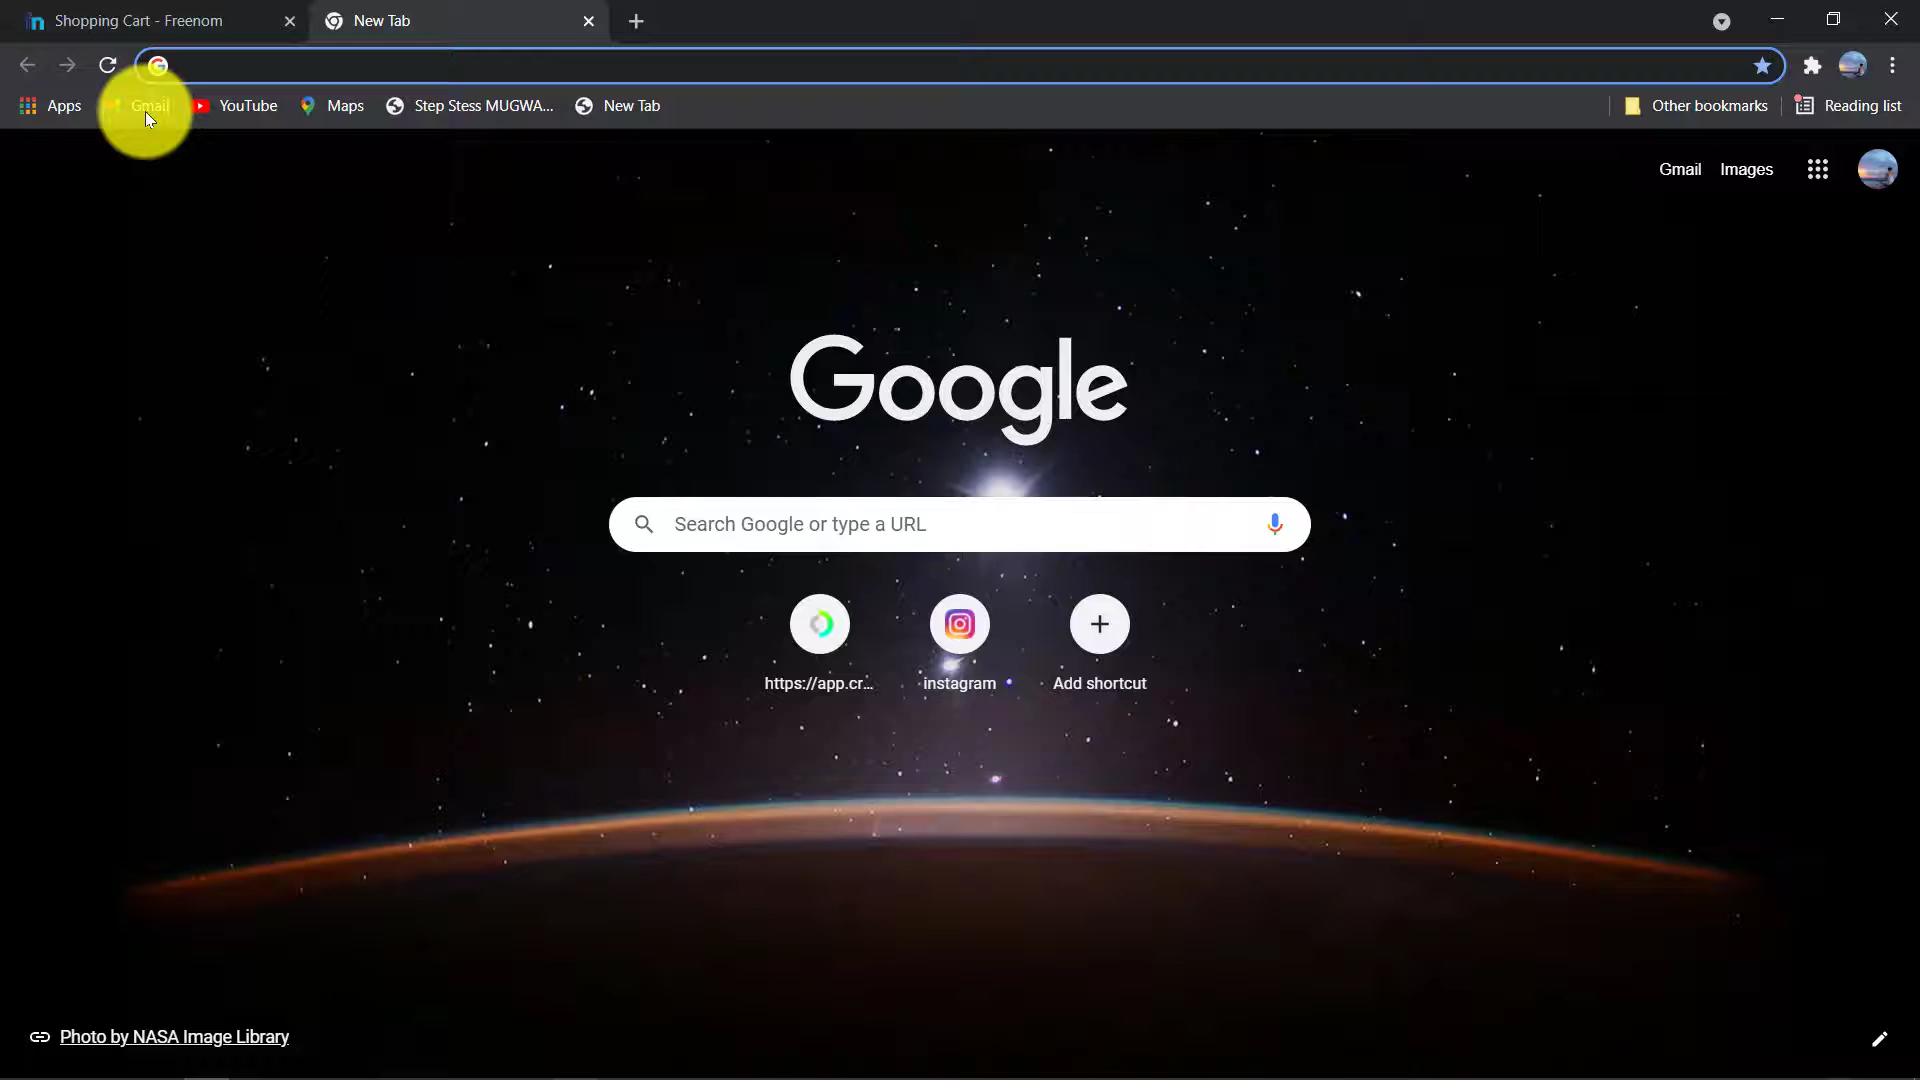 Shopping Cart - Freenom
New Tab
Apps
Gmail
YouTube
Maps
Step Stess MUGWA...
New Tab
Other bookmarks
Reading list
Gmail
Images
Google
Search Google or type a URL
https://app.cr...
instagram
Add shortcut
Photo by NASA Image Library